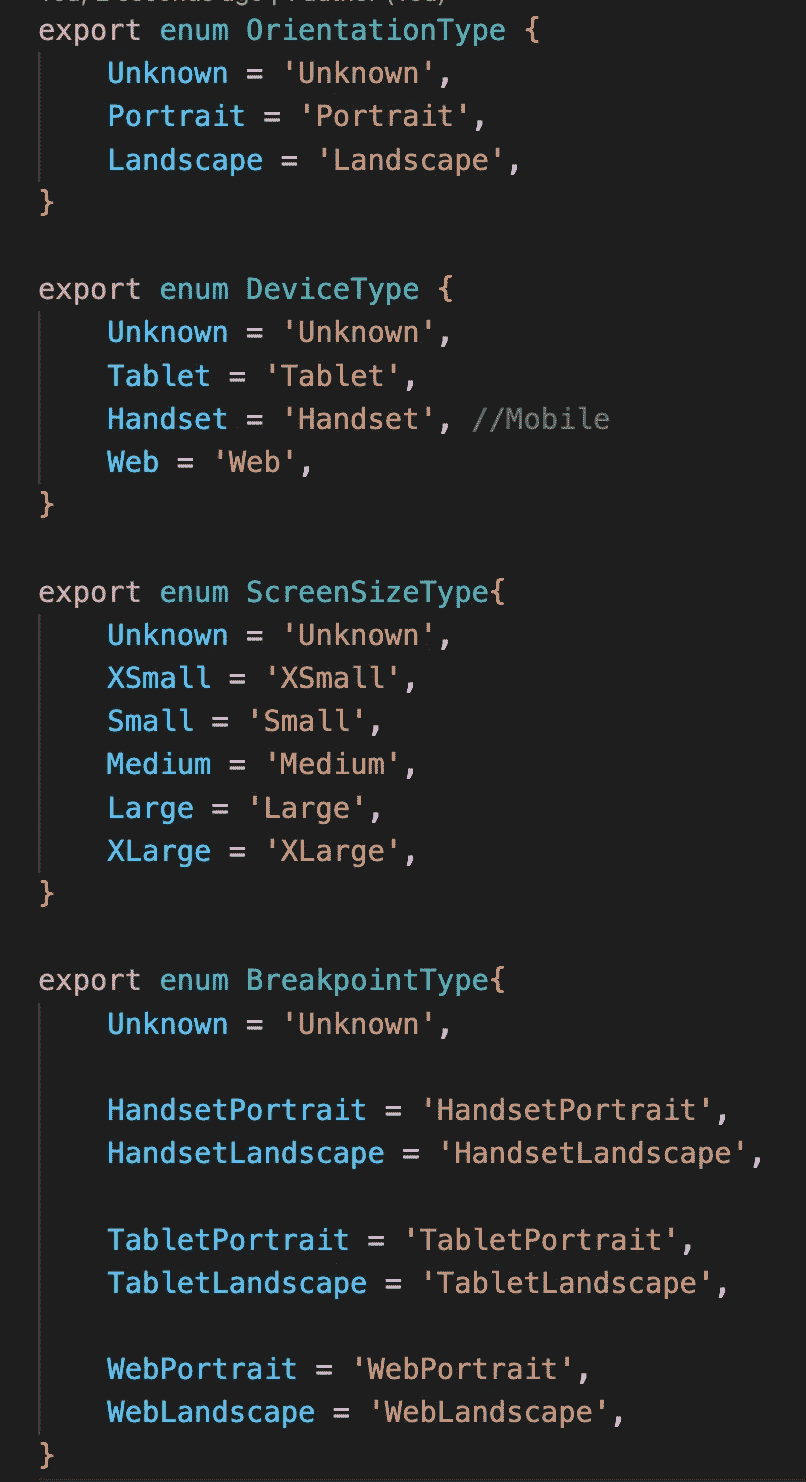 export enum OrientationType {
Unknown = 'Unknown',
Portrait = 'Portrait',
Landscape = 'Landscape',
}
export enum DeviceType {
Unknown = 'Unknown',
Tablet = 'Tablet',
Handset = 'Handset', //Mobile
Web = 'Web',
}
export enum ScreenSizeType{
Unknown = 'Unknown',
XSmall = 'XSmall',
Small = 'Small',
Medium = 'Medium',
Large = 'Large',
XLarge = 'XLarge',
}
export enum BreakpointType{
Unknown = 'Unknown',
HandsetPortrait = 'HandsetPortrait',
HandsetLandscape = 'HandsetLandscape',
TabletPortrait = 'TabletPortrait',
TabletLandscape = 'TabletLandscape',
WebPortrait = 'WebPortrait',
WebLandscape = 'WebLandscape',
}